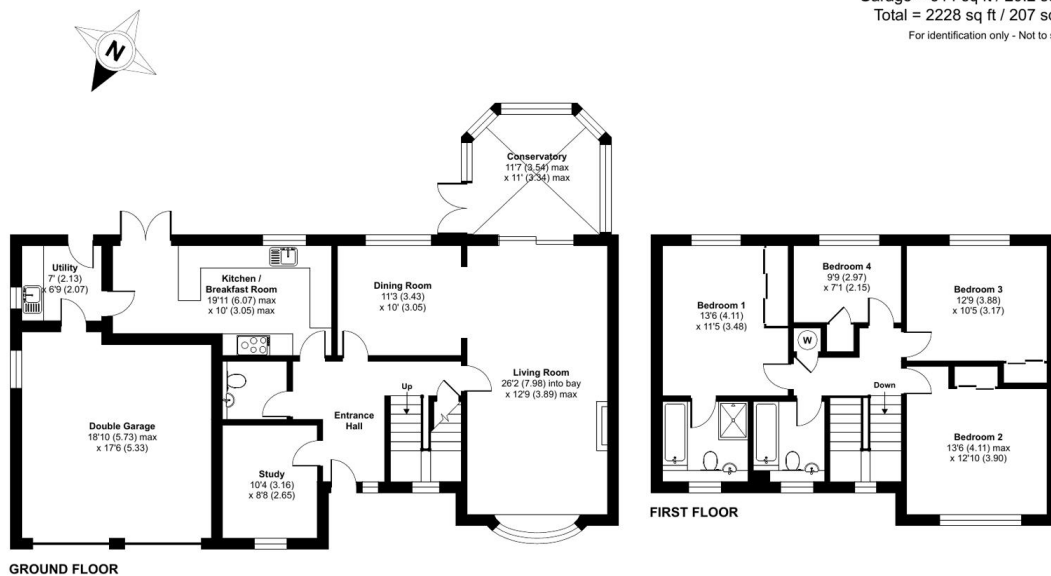 Total = 2228 sq ft / 207
For identification only - Not to
N
Conservatory
11'7 (3.54) max
x 11' (3.34) max
Utility
7' (2.13)
x 6'9 (2.07)
Kitchen /
Breakfast Room
19'11 (6.07) max
x 10' (3.05) max
Dining Room
11'3 (3.43)
x 10' (3.05)
Living Room
26'2 (7.98) into bay
x 12'9 (3.89) max
Up
Entrance
Hall
Double Garage
18'10 (5.73) max
x 17'6 (5.33)
Study
10'4 (3.16)
x 8'8 (2.65)
GROUND FLOOR
Bedroom 1
13'6 (4.11)
x 11'5 (3.48)
Bedroom 4
9'9 (2.97)
x 7'1 (2.15)
Bedroom 3
12'9 (3.88)
x 10'5 (3.17)
W
Down
Bedroom 2
13'6 (4.11) max
x 12'10 (3.90)
FIRST FLOOR